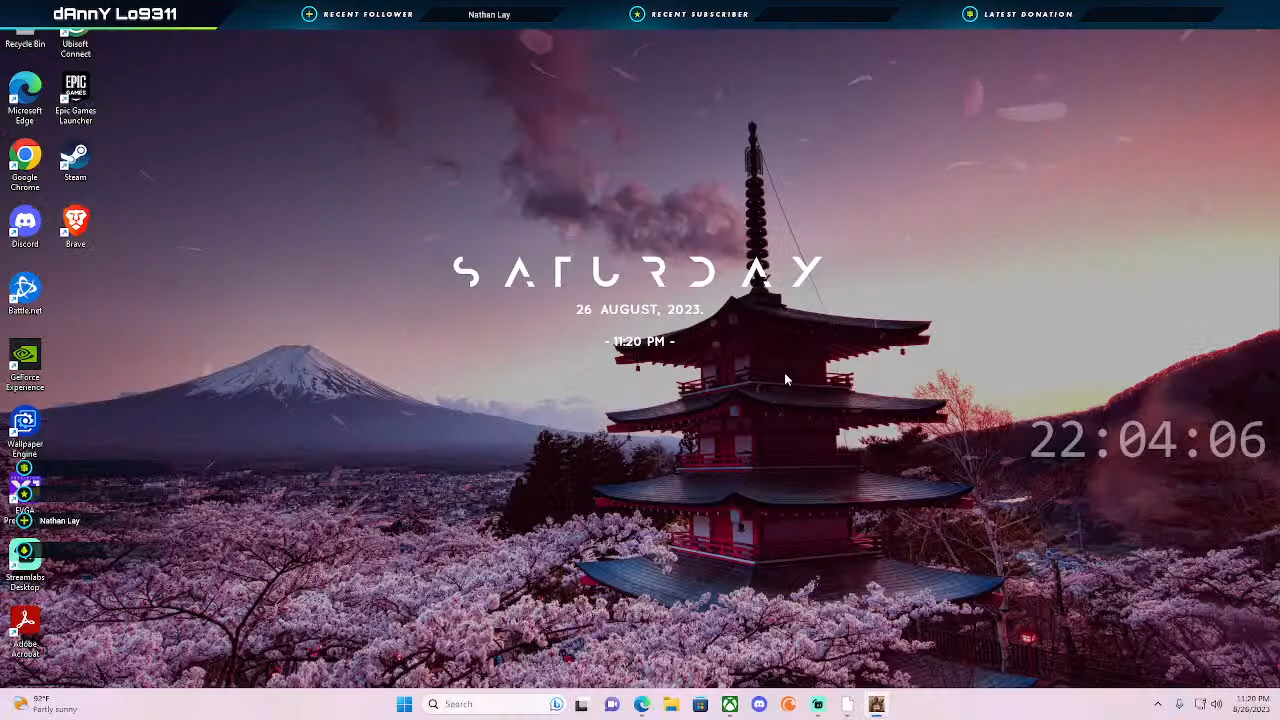 dAnnY Lo9311
RECENT FOLLOWER
Nathan Lay
RECENT SUBSCRIBER
LATEST DONATION
Recycle Bin
Ubisoft
Connect
Microsoft
Edge
EPIC
GAMES
Epic Games
Launcher
Google
Chrome
Steam
Discord
Brave
SATURDAY
26 AUGUST, 2023.
- 11:20 PM -
Battle.net
GeForce
Experience
22:04:06
Wallpaper
Engine
EVGA
Nathan Lay
Streamlabs
Desktop
Adobe
Acrobat
92°F
Partly sunny
Search
11:20 PM
8/26/2023